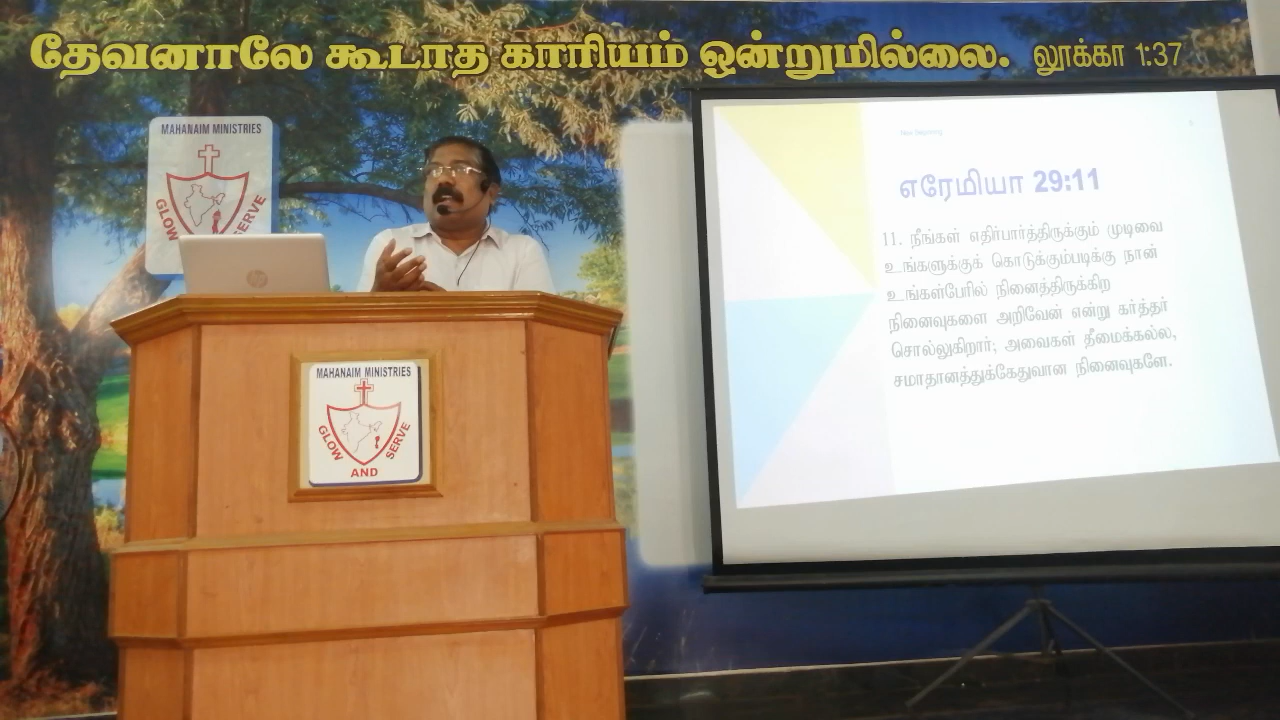 தேவனாலே கூடாத காரியம் ஒன்றுமில்லை. லூக்கா 1:37
MAHANAIM MINISTRIES
GLOW
SERVE
MAHANAIM MINISTRIES
GLOW
AND
SERVE
hp
எரேமியா 29:11
11. நீங்கள் எதிர்பார்த்திருக்கும் முடிவை
உங்களுக்குக் கொடுக்கும்படிக்கு நான்
உங்கள்பேரில் நினைத்திருக்கிற
நினைவுகளை அறிவேன் என்று கர்த்தர்
சொல்லுகிறார்; அவைகள் தீமைக்கல்ல,
சமாதானத்துக்கேதுவான நினைவுகளே.